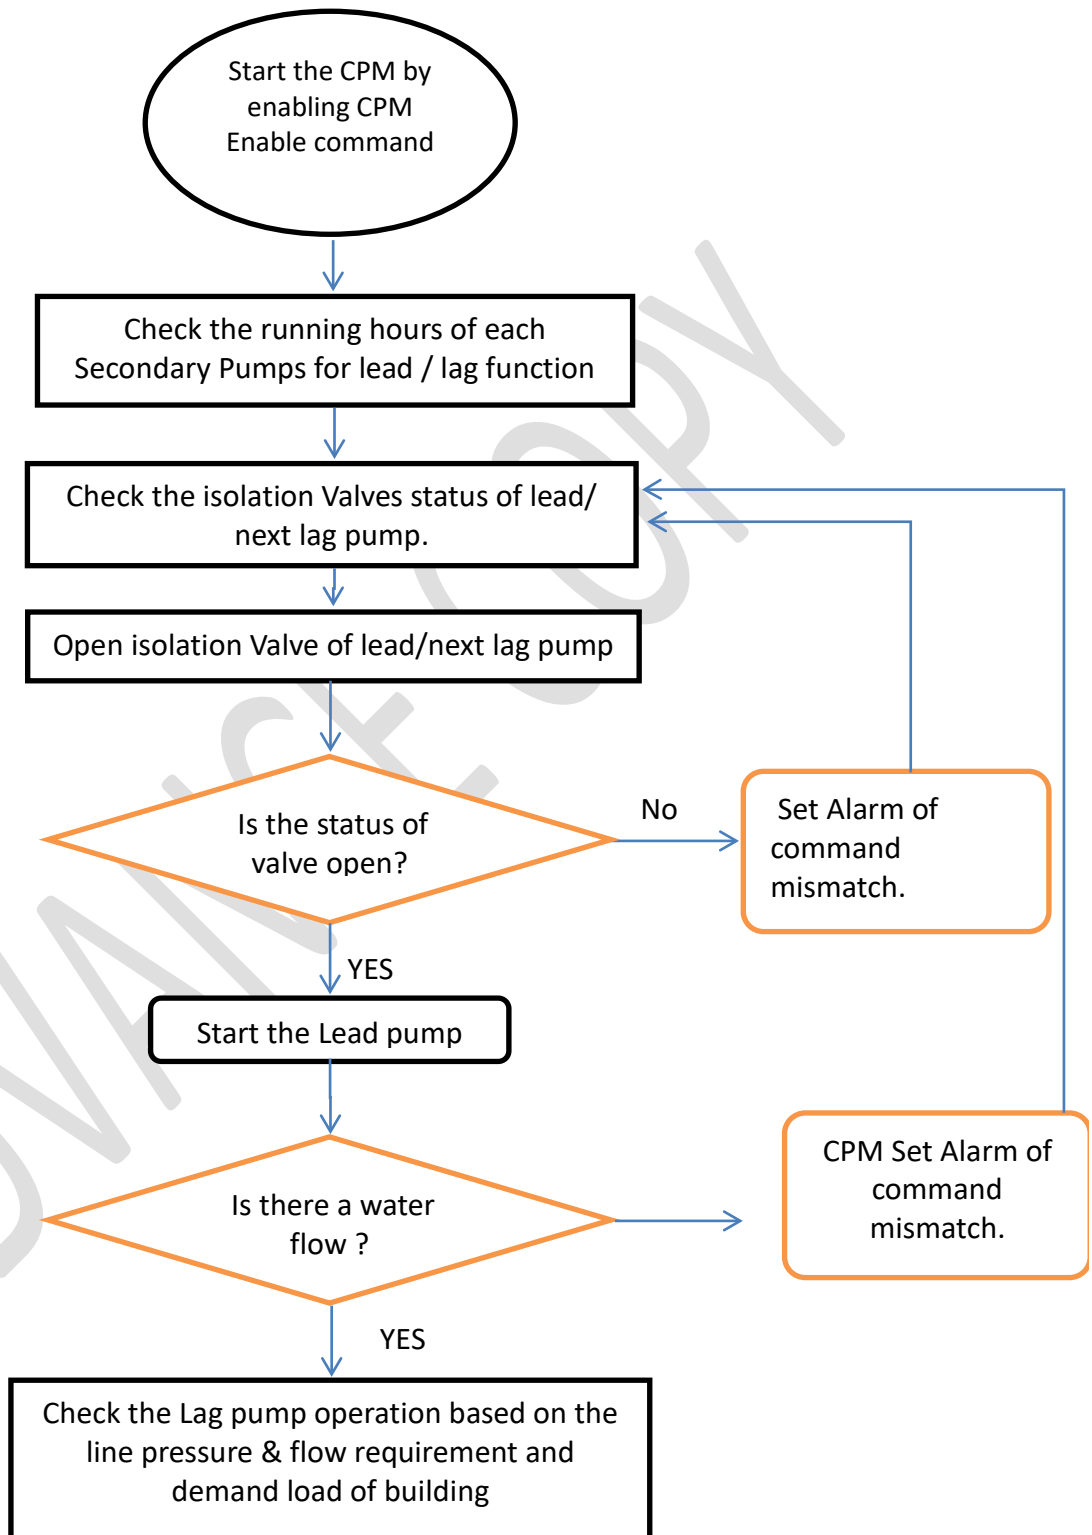 Start the CPM by
enabling CPM
Enable command
Check the running hours of each
Secondary Pumps for lead / lag function
Check the isolation Valves status of lead/
next lag pump.
Open isolation Valve of lead/next lag pump
Is the status of
valve open?
No
Set Alarm of
command
mismatch.
YES
Start the Lead pump
Is there a water
flow ?
CPM Set Alarm of
command
mismatch.
YES
Check the Lag pump operation based on the
line pressure & flow requirement and
demand load of building
DVANCE COPY